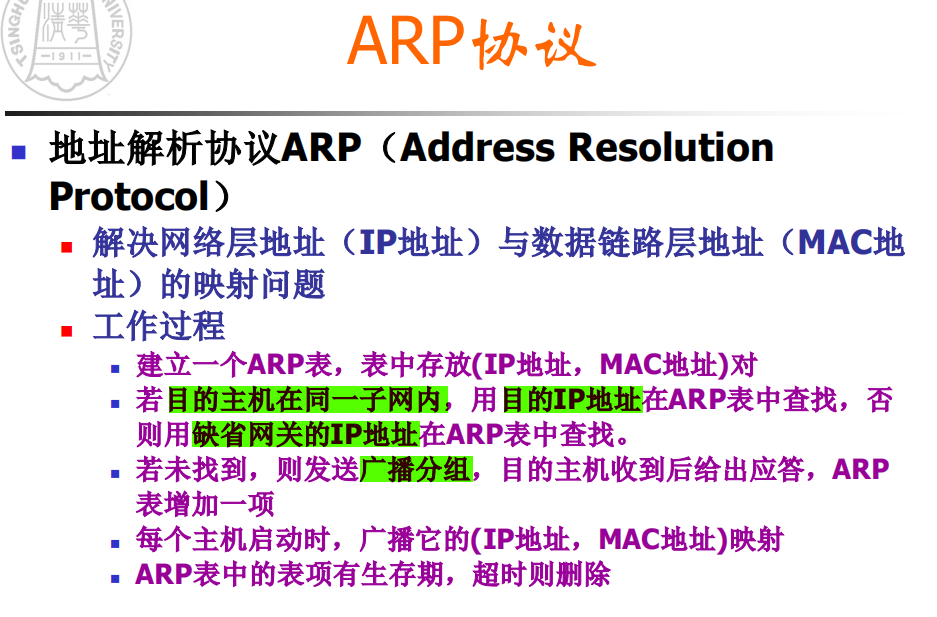 TSINGHUA UNIVERSITY
清華
1911
ARP协议
地址解析协议ARP（Address Resolution
Protocol）
解决网络层地址（IP地址）与数据链路层地址（MAC地
址）的映射问题
工作过程
建立一个ARP表，表中存放(IP地址，MAC地址)对
若目的主机在同一子网内，用目的IP地址在ARP表中查找，否
则用缺省网关的IP地址在ARP表中查找。
若未找到，则发送广播分组，目的主机收到后给出应答，ARP
表增加一项
每个主机启动时，广播它的(IP地址，MAC地址)映射
ARP表中的表项有生存期，超时则删除